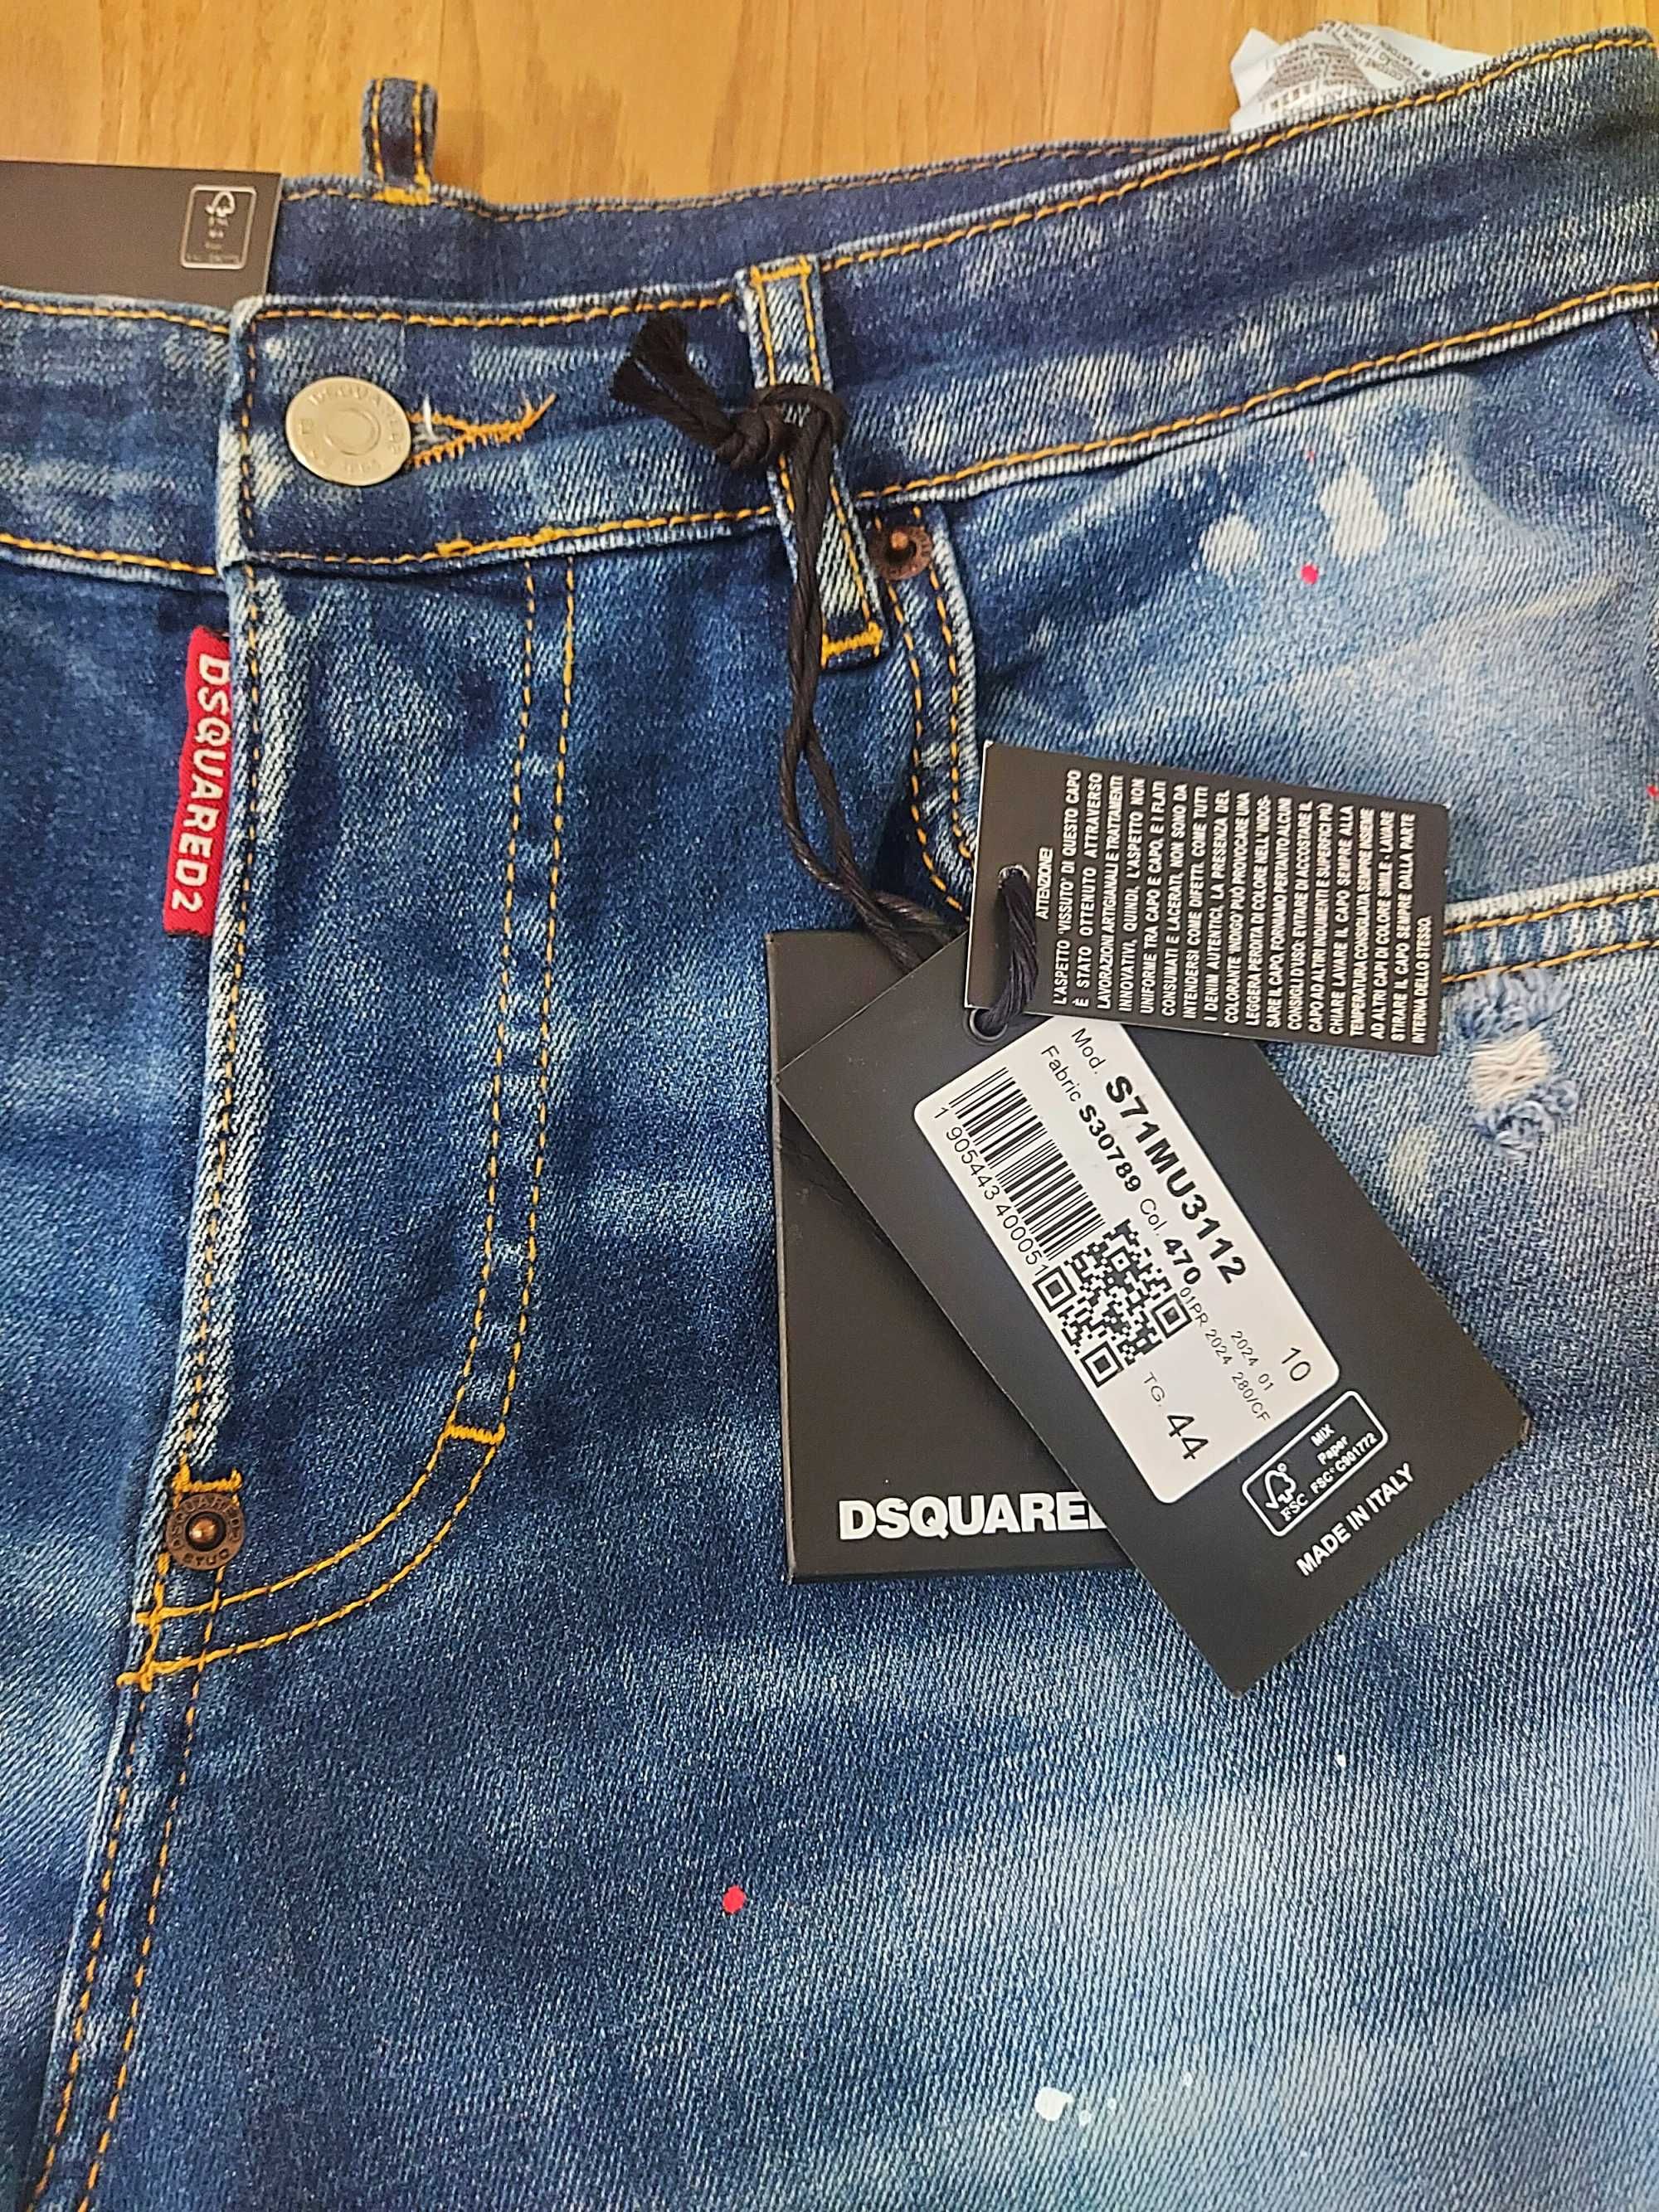 DSQUARED2
ATTENZIONE!
L'ASPETTO 'VISSUTO' DI QUESTO CAPO
È STATO OTTENUTO ATTRAVERSO
LAVORAZIONI ARTIGIANALI E TRATTAMENTI
INNOVATIVI, QUINDI, L'ASPETTO NON
UNIFORME TRA CAPO E CAPO, E I FILATI
CONSUMATI E LACERATI, NON SONO DA
INTENDERSI COME DIFETTI. COME TUTTI
I DENIM AUTENTICI, LA PRESENZA DEL
COLORANTE 'INDIGO' PUÒ PROVOCARE UNA
LEGGERA PERDITA DI COLORE NELL'INDOS-
SARE IL CAPO, FORNIAMO PERTANTO ALCUNI
CONSIGLI D'USO: EVITARE DI ACCOSTARE IL
CAPO AD ALTRI INDUMENTI E SUPERFICI PIÙ
CHIARE LAVARE IL CAPO SEMPRE ALLA
TEMPERATURA CONSIGLIATA SEMPRE INSIEME
AD ALTRI CAPI DI COLORE SIMILE - LAVARE
STIRARE IL CAPO SEMPRE DALLA PARTE
INTERNA DELLO STESSO.
Mod. S71MU3112
Fabric S30789 Col. 470
1 905443 400051
01PR 2024
2024 01
280/CF
10
TG. 44
MIX
Paper
FSC FSC® C901772
MADE IN ITALY
DSQUARED
STUD